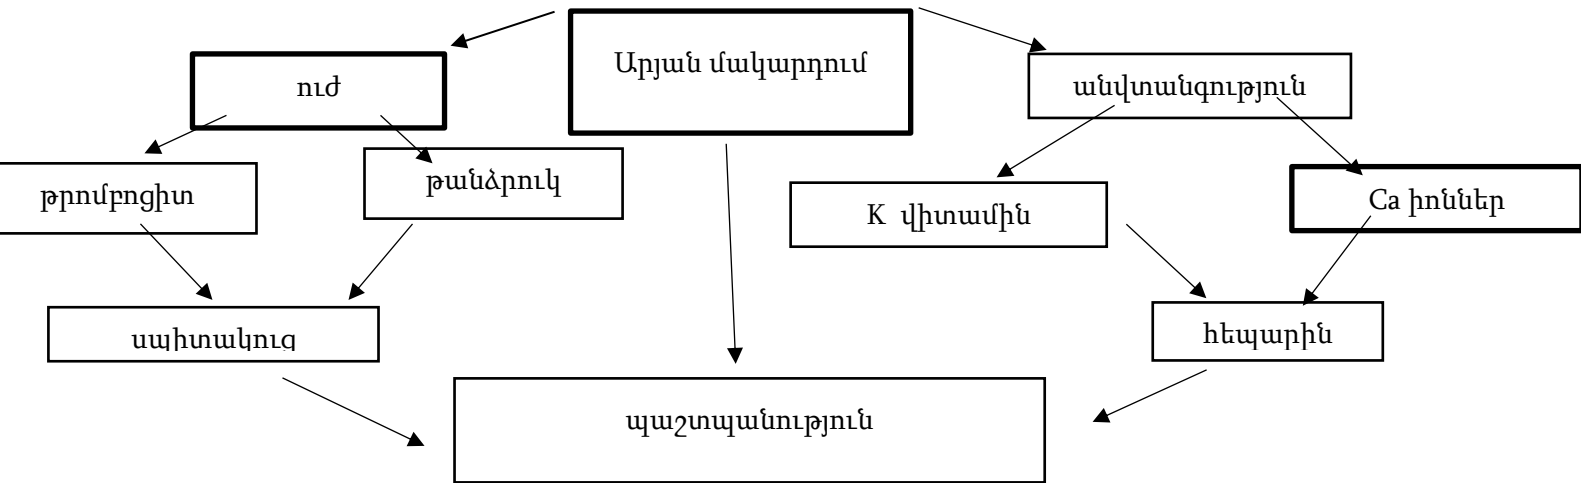 Արյան մակարդում
ուժ
անվտանգություն
թրոմբոցիտ
թանձրուկ
K վիտամին
Ca իոններ
սպիտակուց
հեպարին
պաշտպանություն